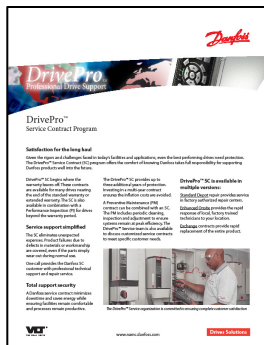 Danfoss
DrivePro™
Professional Drive Support
DrivePro™
Service Contract Program
Satisfaction for the long haul
Given the rigors and challenges faced in today's facilities and applications, even the best performing drives need protection.
The DrivePro™ Service Contract (SC) program offers the comfort of knowing Danfoss takes full responsibility for supporting
Danfoss products well into the future.
DrivePro™ SC begins where the
warranty leaves off. These contracts
are available for many drives nearing
the end of the standard warranty or
extended warranty. The SC is also
available in combination with a
Performance Inspection (PI) for drives
beyond the warranty period.
Service support simplified
The SC eliminates unexpected
expenses. Product failures due to
defects in materials or workmanship
are covered, even if the parts simply
wear out during normal use.
One call provides the Danfoss SC
customer with professional technical
support and repair service.
Total support security
A Danfoss service contract minimizes
downtime and saves energy while
ensuring facilities remain comfortable
and processes remain productive.
The DrivePro™ SC provides up to
three additional years of protection.
Investing in a multi-year contract
ensures the inflation costs are avoided.
A Preventive Maintenance (PM)
contract can be combined with an SC.
The PM includes periodic cleaning,
inspection and adjustment to ensure
systems remain at peak efficiency. The
DrivePro™ Service team is also available
to discuss customized service contracts
to meet specific customer needs.
DrivePro™ SC is available in
multiple versions:
Standard Depot repair provides service
in factory authorized repair centers.
Enhanced Onsite provides the rapid
response of local, factory trained
technicians to your location.
Exchange contracts provide rapid
replacement of the entire product.
The DrivePro™ Service organization is committed to ensuring complete customer satisfaction
VLT
www.namc.danfoss.com
Drives Solutions